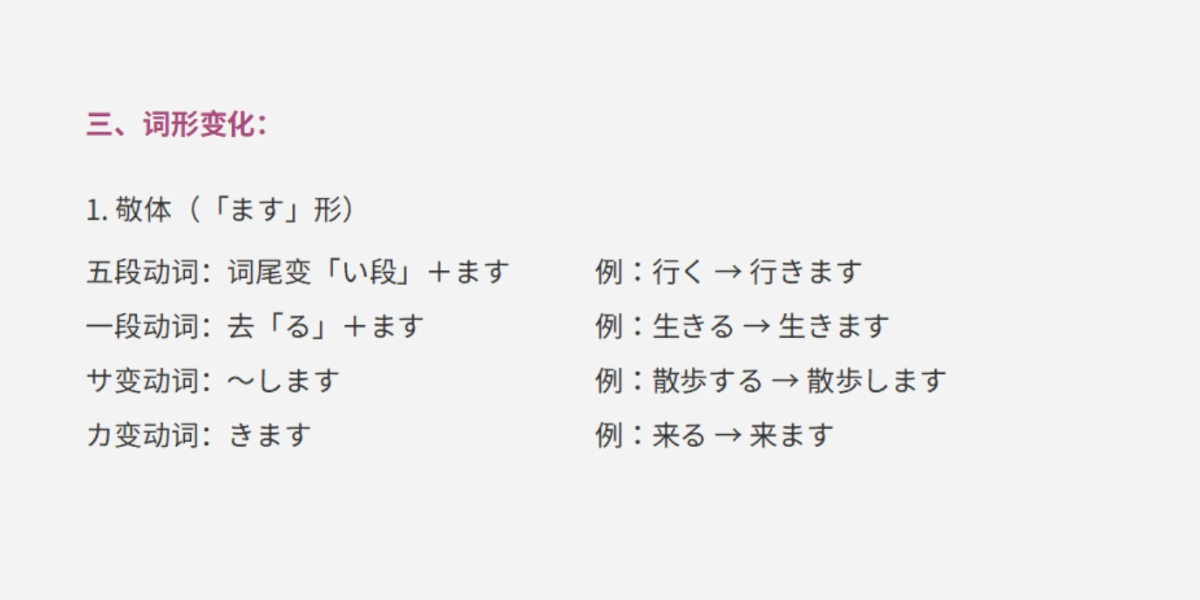 三、词形变化：
1. 敬体（「ます」形）
五段动词：词尾变「い段」＋ます 例：行く → 行きます
一段动词：去「る」＋ます 例：生きる → 生きます
サ变动词：～します 例：散歩する → 散歩します
カ变动词：きます 例：来る → 来ます